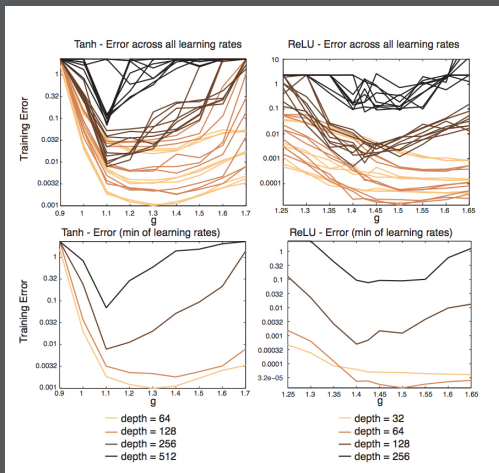 Tanh - Error across all learning rates
Training Error
1
0.32
0.1
0.032
0.01
0.0032
0.001
0.9 1 1.1 1.2 1.3 1.4 1.5 1.6 1.7
g
ReLU - Error across all learning rates
10
1
0.1
0.01
0.001
0.0001
1.25 1.3 1.35 1.4 1.45 1.5 1.55 1.6 1.65
g
Tanh - Error (min of learning rates)
Training Error
1
0.32
0.1
0.032
0.01
0.0032
0.001
0.9 1 1.1 1.2 1.3 1.4 1.5 1.6 1.7
g
ReLU - Error (min of learning rates)
1
0.32
0.1
0.032
0.01
0.0032
0.001
0.0032
0.0001
3.2e-05
1.25 1.3 1.35 1.4 1.45 1.5 1.55 1.6 1.65
g
depth = 64
depth = 128
depth = 256
depth = 512
depth = 32
depth = 64
depth = 128
depth = 256